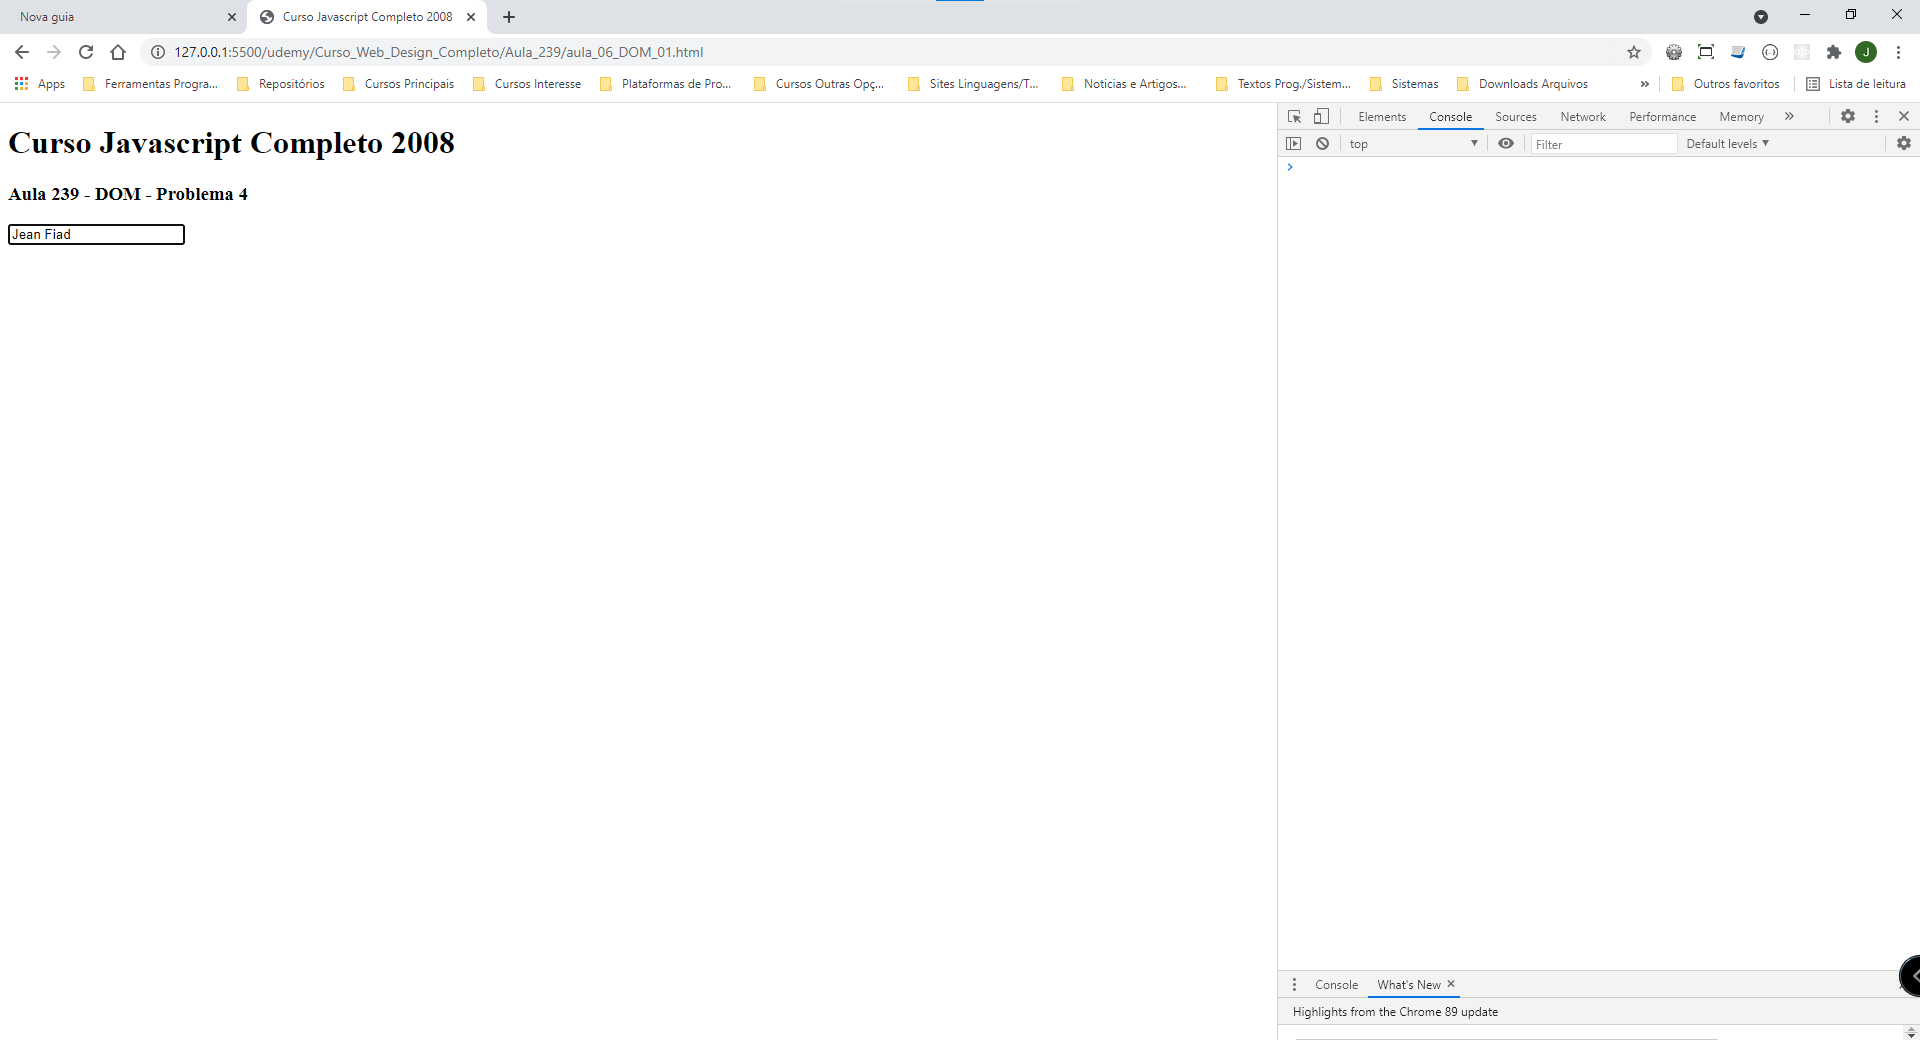 Nova guia
Curso Javascript Completo 2008
127.0.0.1:5500/udemy/Curso_Web_Design_Completo/Aula_239/aula_06_DOM_01.html
J
Apps Ferramentas Progra... Repositórios Cursos Principais Cursos Interesse Plataformas de Pro... Cursos Outras Opç... Sites Linguagens/T... Noticias e Artigos... Textos Prog./Sistem... Sistemas Downloads Arquivos » Outros favoritos Lista de leitura
Curso Javascript Completo 2008
Aula 239 - DOM - Problema 4
Jean Fiad
Elements Console Sources Network Performance Memory »
top Filter Default levels
>
Console What's New
Highlights from the Chrome 89 update